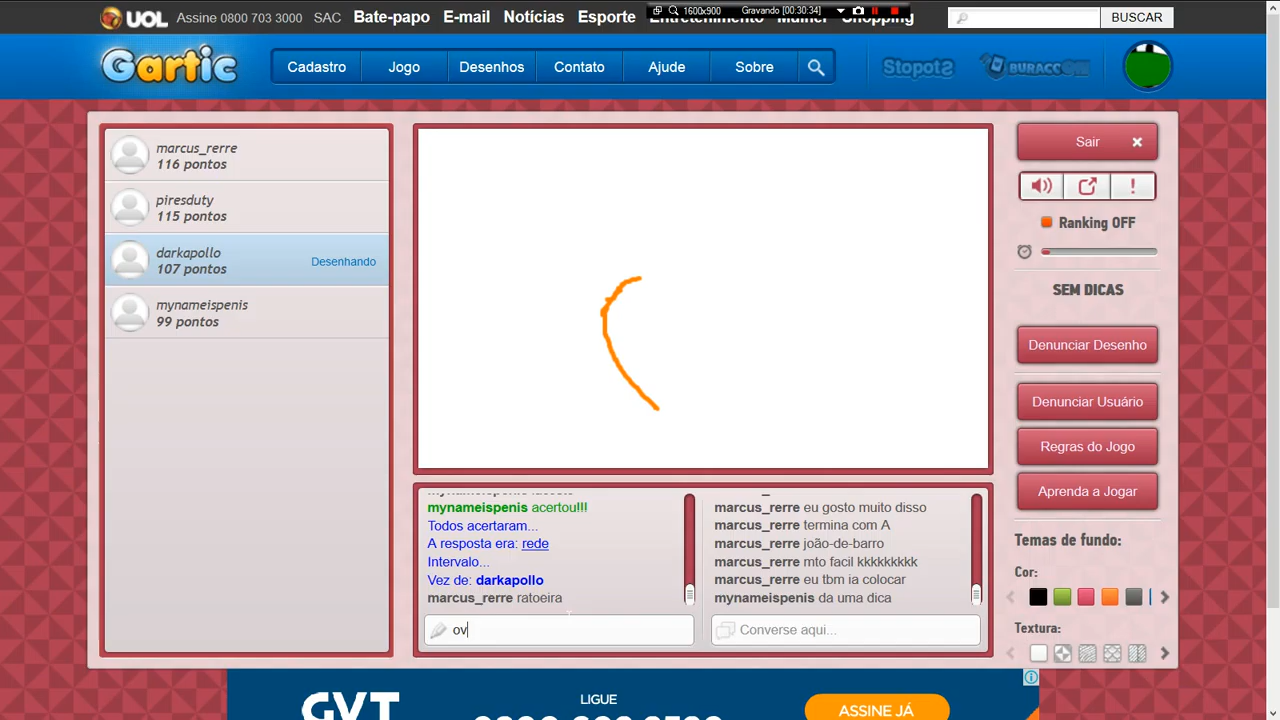 UOL Assine 0800 703 3000 SAC Bate-papo E-mail Notícias Esporte Entretenimento Mulher Shopping BUSCAR
1600x900 Gravando [00:30:34]
Gartic Cadastro Jogo Desenhos Contato Ajude Sobre StopotS BURACOON
marcus_rerre
116 pontos
piresduty
115 pontos
darkapollo
107 pontos
Desenhando
mynameispenis
99 pontos
Sair
!
Ranking OFF
SEM DICAS
Denunciar Desenho
Denunciar Usuário
Regras do Jogo
Aprenda a Jogar
Temas de fundo:
Cor:
Textura:
mynameispenis acertou!!!
Todos acertaram...
A resposta era: rede
Intervalo...
Vez de: darkapollo
marcus_rerre ratoeira
ov
marcus_rerre eu gosto muito disso
marcus_rerre termina com A
marcus_rerre joão-de-barro
marcus_rerre mto facil kkkkkkkkk
marcus_rerre eu tbm ia colocar
mynameispenis da uma dica
Converse aqui...
GVT
LIGUE
ASSINE JÁ